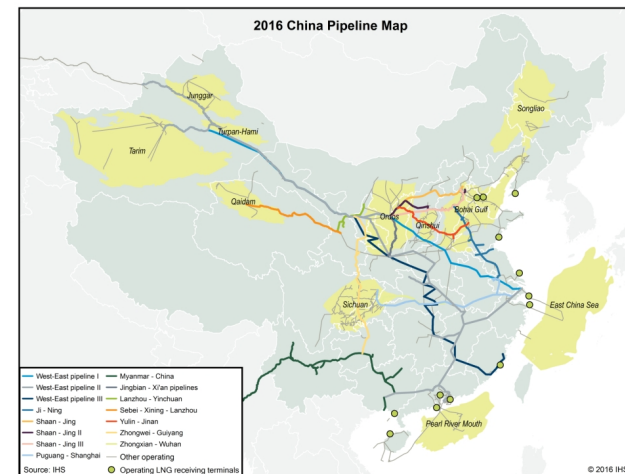 2016 China Pipeline Map
Junggar
Songliao
Turpan-Hami
Tarim
Qaidam
Ordos
Bohai Gulf
Qinshui
Sichuan
East China Sea
Pearl River Mouth
West-East pipeline I
West-East pipeline II
West-East pipeline III
Ji - Ning
Shaan - Jing
Shaan - Jing II
Shaan - Jing III
Puguang - Shanghai
Myanmar - China
Jingbian - Xi'an pipelines
Lanzhou - Yinchuan
Sebei - Xining - Lanzhou
Yulin - Jinan
Zhongwei - Guiyang
Zhongxian - Wuhan
Other operating
Operating LNG receiving terminals
Source: IHS
© 2016 IHS